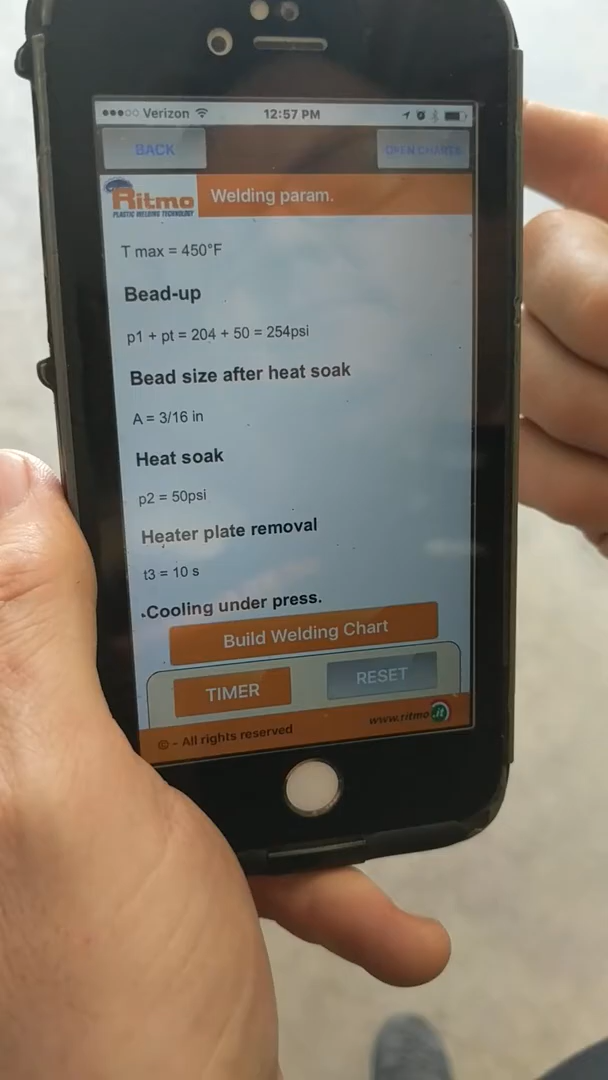 Verizon 12:57 PM
BACK
OPEN CHARTS
Ritmo
PLASTIC WELDING TECHNOLOGY
Welding param.
T max = 450°F
Bead-up
p1 + pt = 204 + 50 = 254psi
Bead size after heat soak
A = 3/16 in
Heat soak
p2 = 50psi
Heater plate removal
t3 = 10 s
Cooling under press.
Build Welding Chart
TIMER
RESET
© - All rights reserved
www.ritmo.it